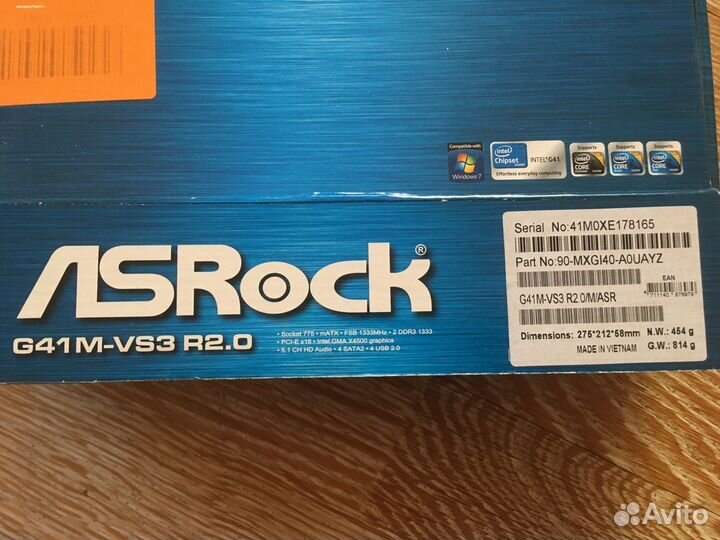 Compatible with
Windows 7
intel
Chipset
INTEL® G41
Effortless everyday computing
Supports
intel
CORE
Supports
intel
CORE
Supports
intel
CORE
ASRock®
G41M-VS3 R2.0
• Socket 775 • mATX • FSB 1333MHz • 2 DDR3 1333
• PCI-E x16 • Intel GMA X4500 graphics
• 5.1 CH HD Audio • 4 SATA2 • 4 USB 2.0
Serial No:41M0XE178165
Part No:90-MXGI40-A0UAYZ
EAN
G41M-VS3 R2.0/M/ASR
Dimensions: 275*212*58mm
N.W.: 464 g
MADE IN VIETNAM
G.W.: 814 g
Avito